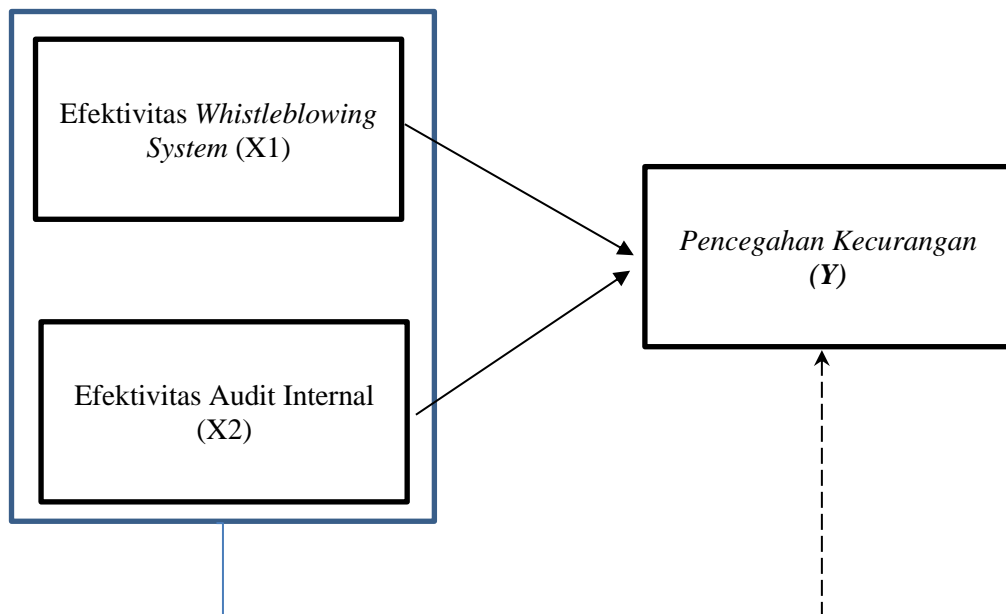 Efektivitas Whistleblowing
System (X1)
Pencegahan Kecurangan
(Y)
Efektivitas Audit Internal
(X2)